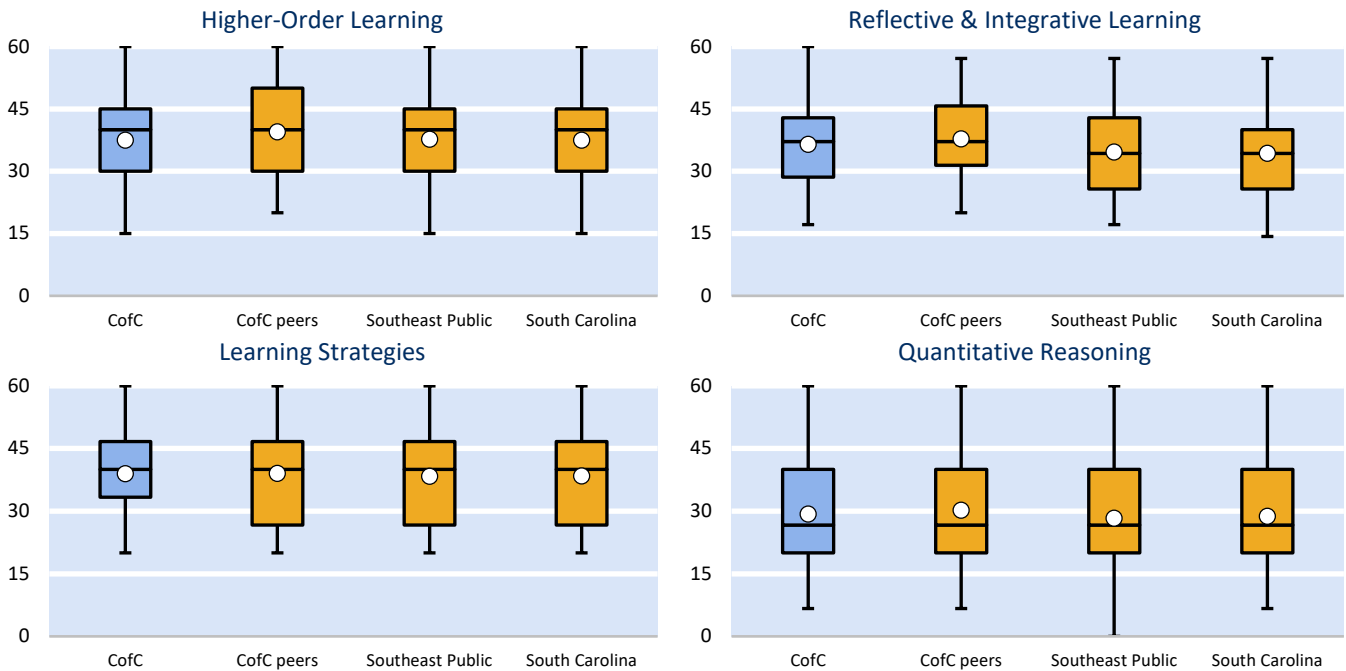 Higher-Order Learning
60
45
30
15
0
CofC CofC peers Southeast Public South Carolina
Reflective & Integrative Learning
60
45
30
15
0
CofC CofC peers Southeast Public South Carolina
Learning Strategies
60
45
30
15
0
CofC CofC peers Southeast Public South Carolina
Quantitative Reasoning
60
45
30
15
0
CofC CofC peers Southeast Public South Carolina